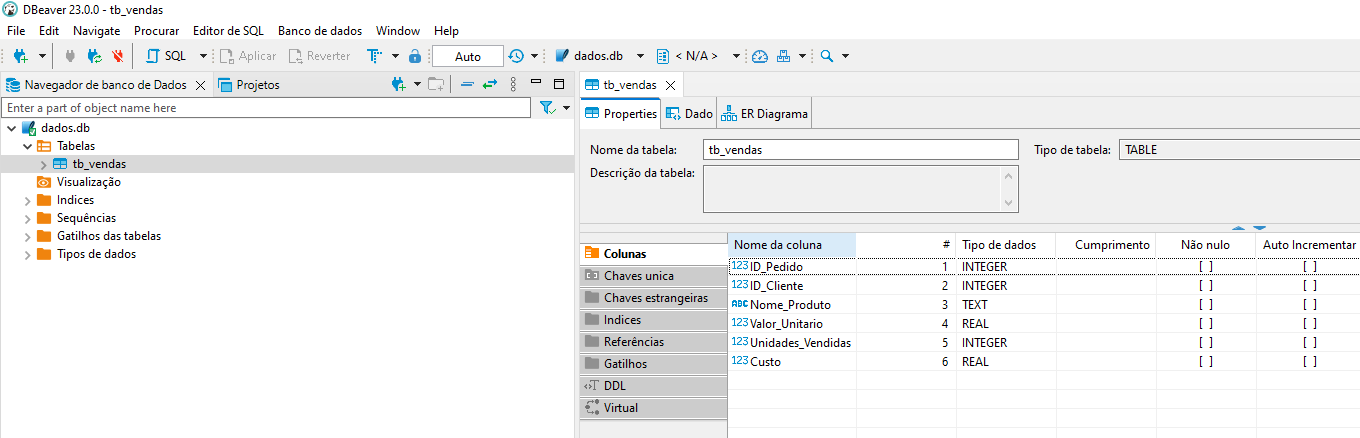 DBeaver 23.0.0 - tb_vendas
File Edit Navigate Procurar Editor de SQL Banco de dados Window Help
SQL Aplicar Reverter Auto dados.db < N/A >
Navegador de banco de Dados Projetos
Enter a part of object name here
dados.db
Tabelas
tb_vendas
Visualização
Indices
Sequências
Gatilhos das tabelas
Tipos de dados
tb_vendas
Properties Dado ER Diagrama
Nome da tabela: tb_vendas Tipo de tabela: TABLE
Descrição da tabela:
Colunas
Chaves unica
Chaves estrangeiras
Indices
Referências
Gatilhos
DDL
Virtual
Nome da coluna # Tipo de dados Cumprimento Não nulo Auto Incrementar
123 ID_Pedido 1 INTEGER [ ] [ ]
123 ID_Cliente 2 INTEGER [ ] [ ]
ABC Nome_Produto 3 TEXT [ ] [ ]
123 Valor_Unitario 4 REAL [ ] [ ]
123 Unidades_Vendidas 5 INTEGER [ ] [ ]
123 Custo 6 REAL [ ] [ ]